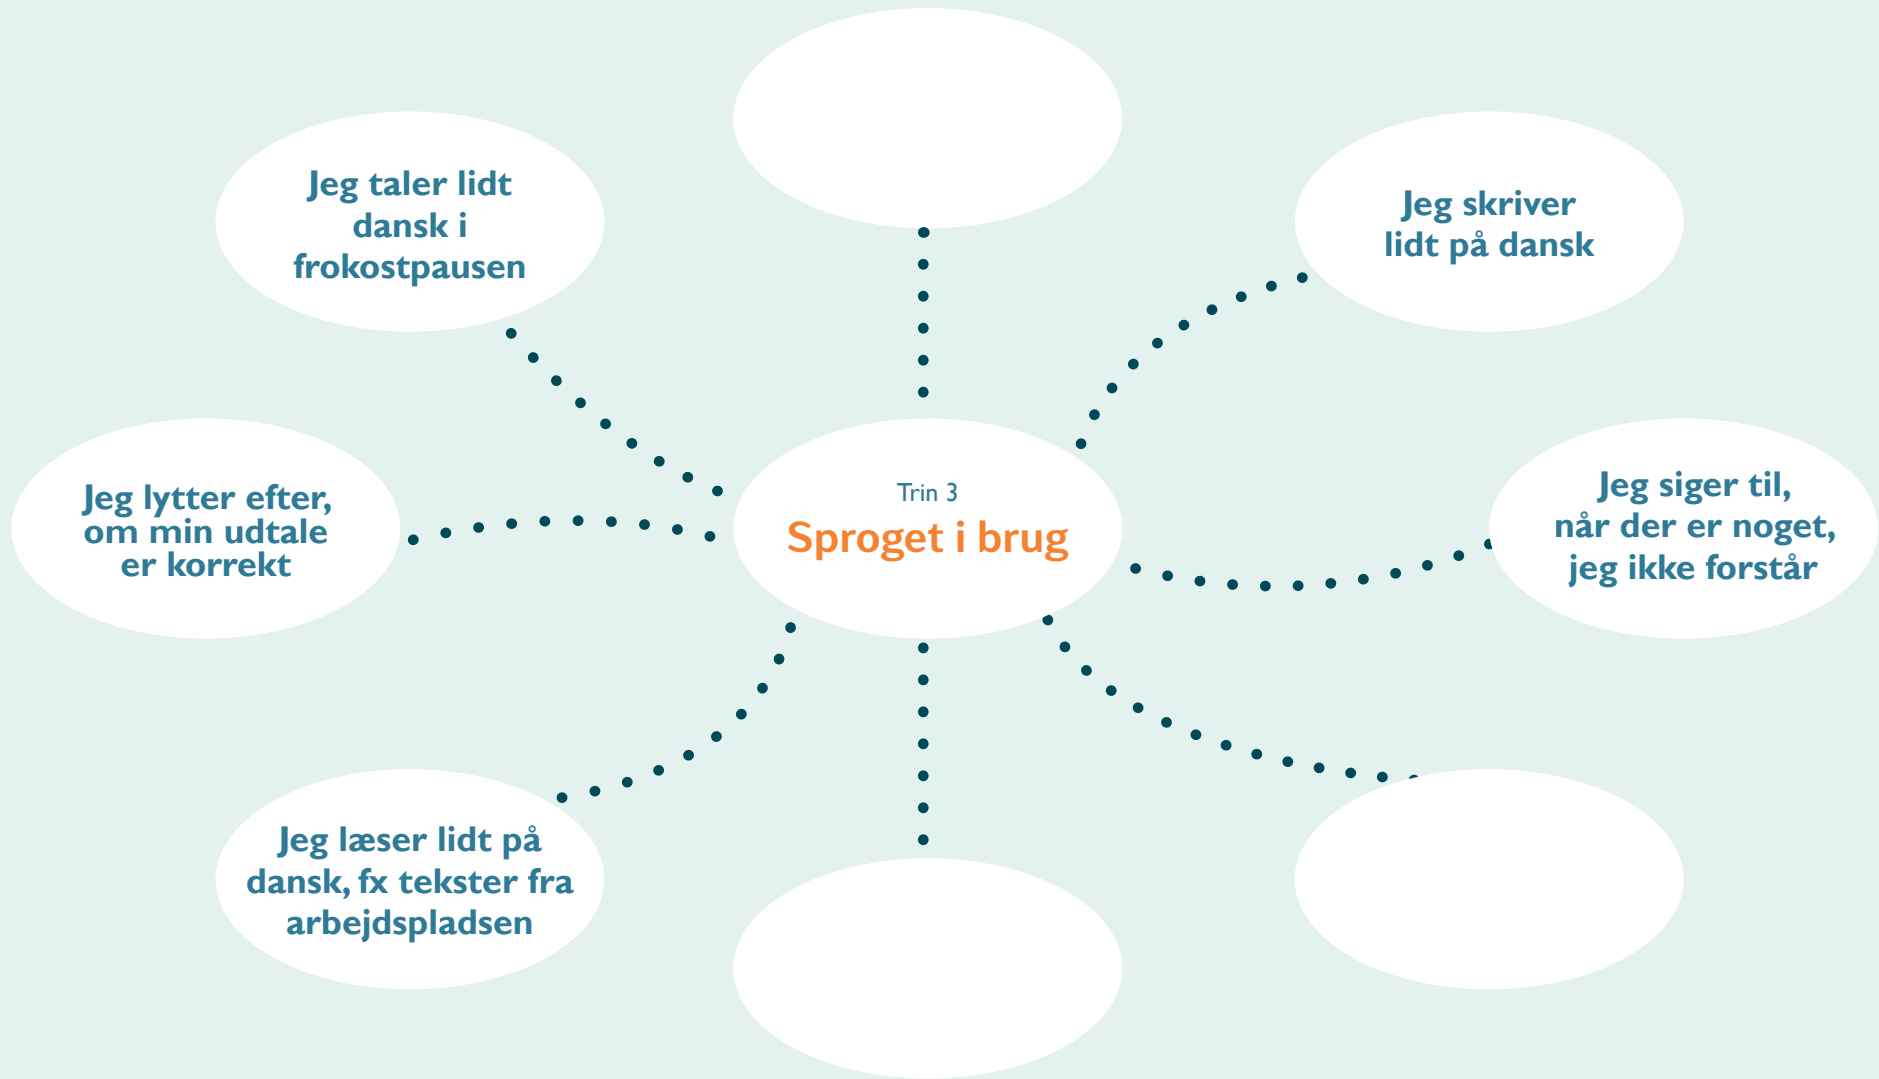 Jeg taler lidt
dansk i
frokostpausen
Jeg skriver
lidt på dansk
Jeg lytter efter,
om min udtale
er korrekt
Trin 3
Sproget i brug
Jeg siger til,
når der er noget,
jeg ikke forstår
Jeg læser lidt på
dansk, fx tekster fra
arbejdspladsen